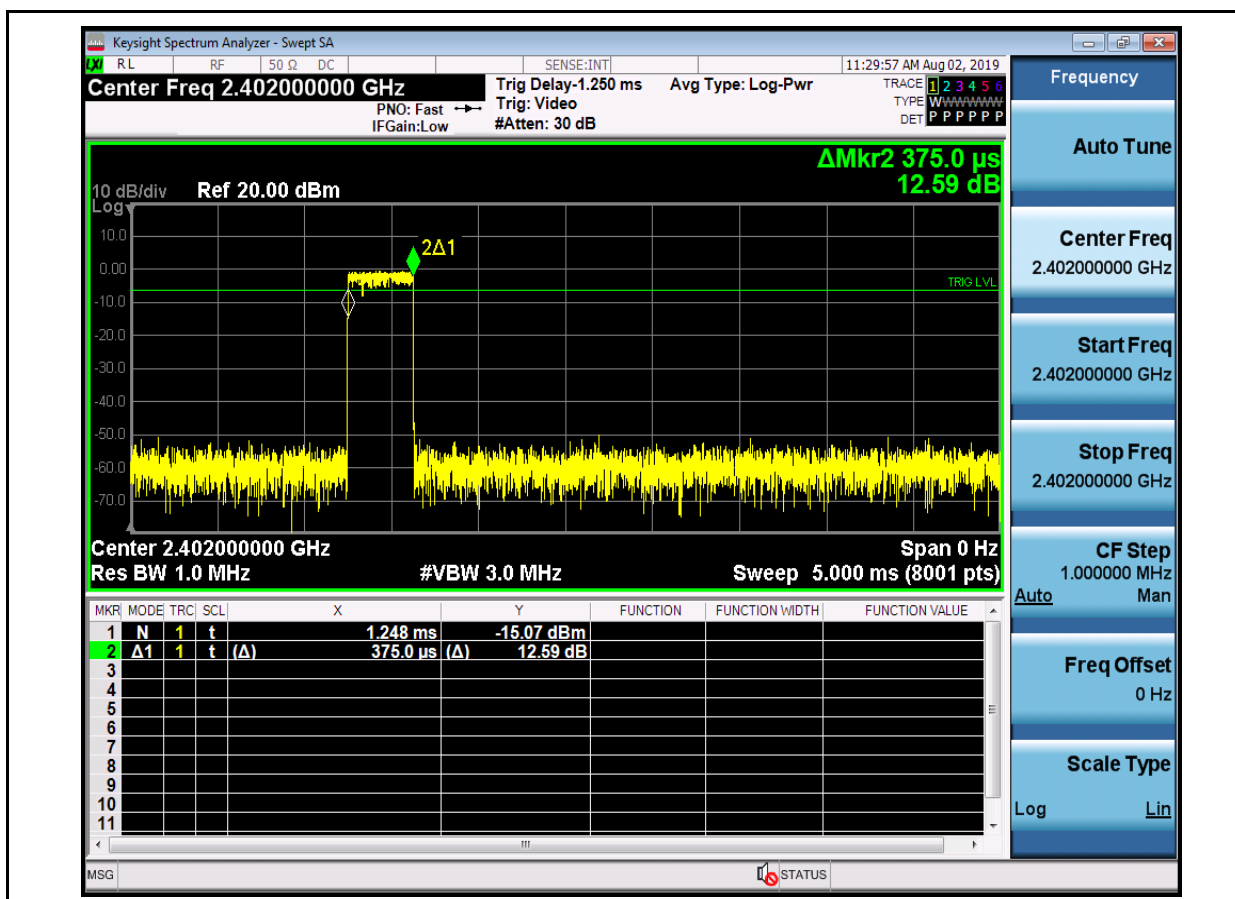 Keysight Spectrum Analyzer - Swept SA
LXI RL RF 50 Ω DC SENSE:INT 11:29:57 AM Aug 02, 2019
Center Freq 2.402000000 GHz
PNO: Fast
IFGain:Low
Trig Delay-1.250 ms
Trig: Video
#Atten: 30 dB
Avg Type: Log-Pwr
TRACE 1 2 3 4 5 6
TYPE WWWWWW
DET P P P P P P
ΔMkr2 375.0 µs
12.59 dB
10 dB/div Ref 20.00 dBm
Log
10.0
0.00
-10.0
-20.0
-30.0
-40.0
-50.0
-60.0
-70.0
2Δ1
TRIG LVL
Center 2.402000000 GHz Span 0 Hz
Res BW 1.0 MHz #VBW 3.0 MHz Sweep 5.000 ms (8001 pts)
MKR MODE TRC SCL X Y FUNCTION FUNCTION WIDTH FUNCTION VALUE
1 N 1 t 1.248 ms -15.07 dBm
2 Δ1 1 t (Δ) 375.0 µs (Δ) 12.59 dB
3
4
5
6
7
8
9
10
11
MSG STATUS
Frequency
Auto Tune
Center Freq
2.402000000 GHz
Start Freq
2.402000000 GHz
Stop Freq
2.402000000 GHz
CF Step
1.000000 MHz
Auto Man
Freq Offset
0 Hz
Scale Type
Log Lin